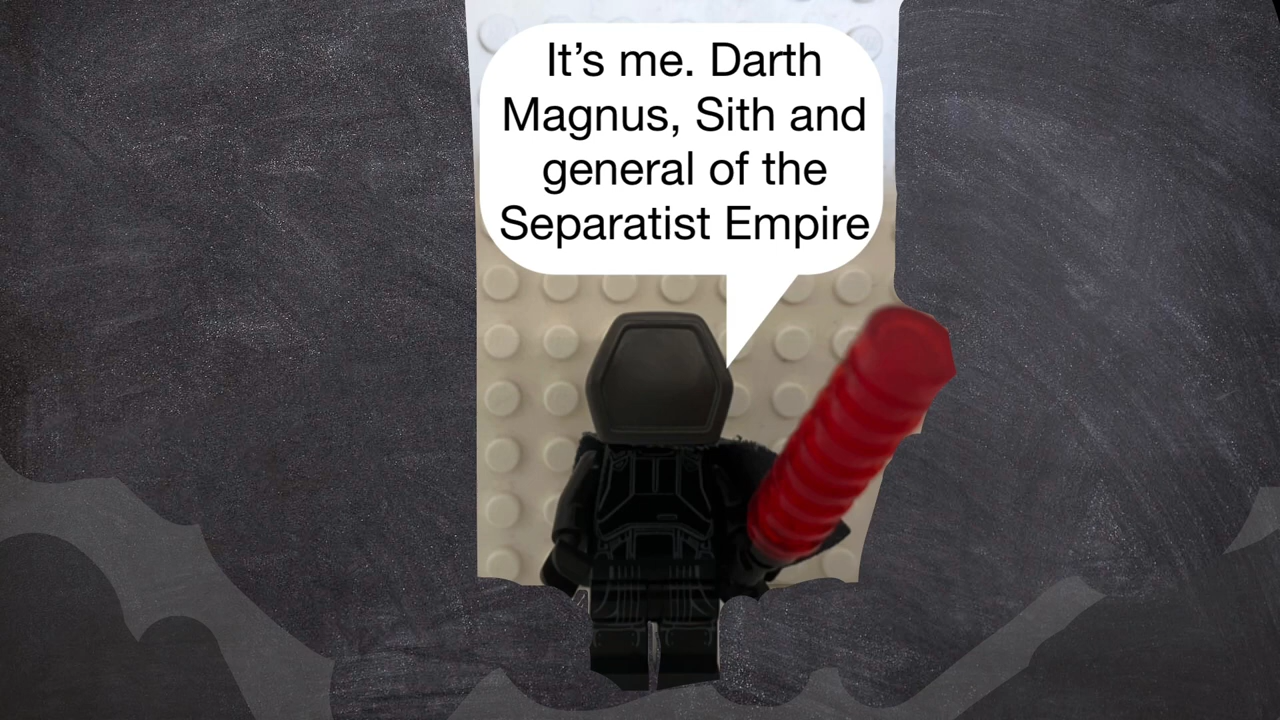 It’s me. Darth
Magnus, Sith and
general of the
Separatist Empire